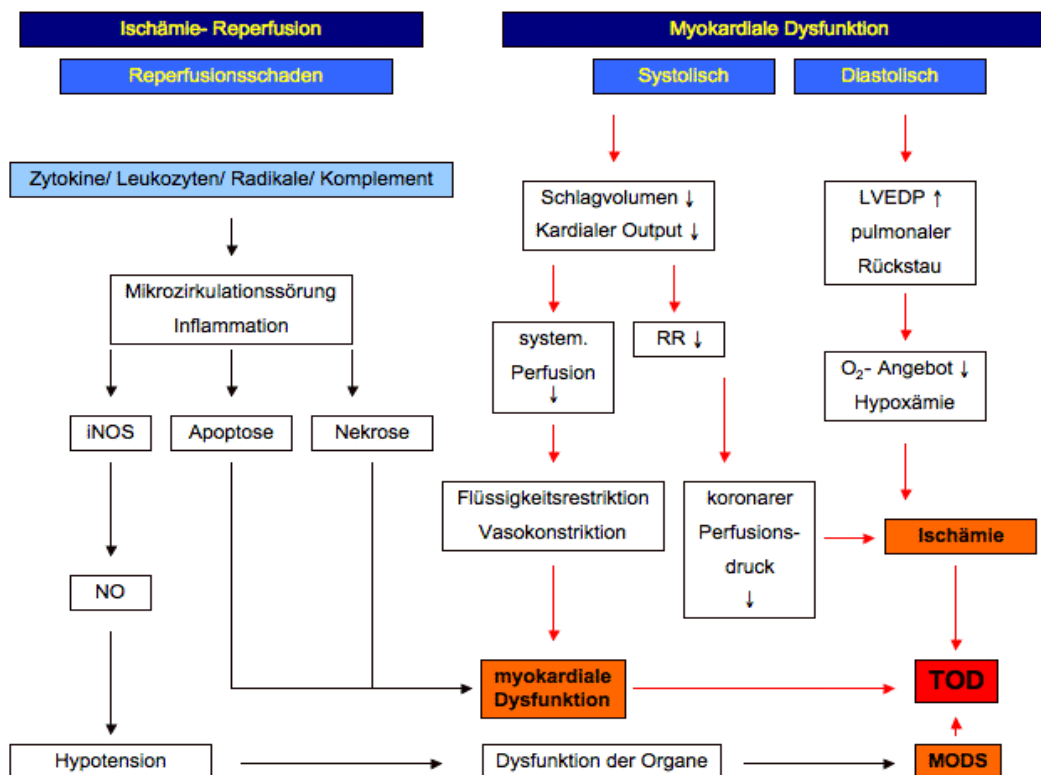 Ischämie- Reperfusion
Reperfusionsschaden
Zytokine/ Leukozyten/ Radikale/ Komplement
Mikrozirkulationssörung
Inflammation
iNOS
Apoptose
Nekrose
NO
Hypotension
Myokardiale Dysfunktion
Systolisch
Diastolisch
Schlagvolumen ↓
Kardialer Output ↓
system.
Perfusion
↓
RR ↓
Flüssigkeitsrestriktion
Vasokonstriktion
koronarer
Perfusions-
druck
↓
LVEDP ↑
pulmonaler
Rückstau
O₂- Angebot ↓
Hypoxämie
Ischämie
myokardiale
Dysfunktion
TOD
Dysfunktion der Organe
MODS